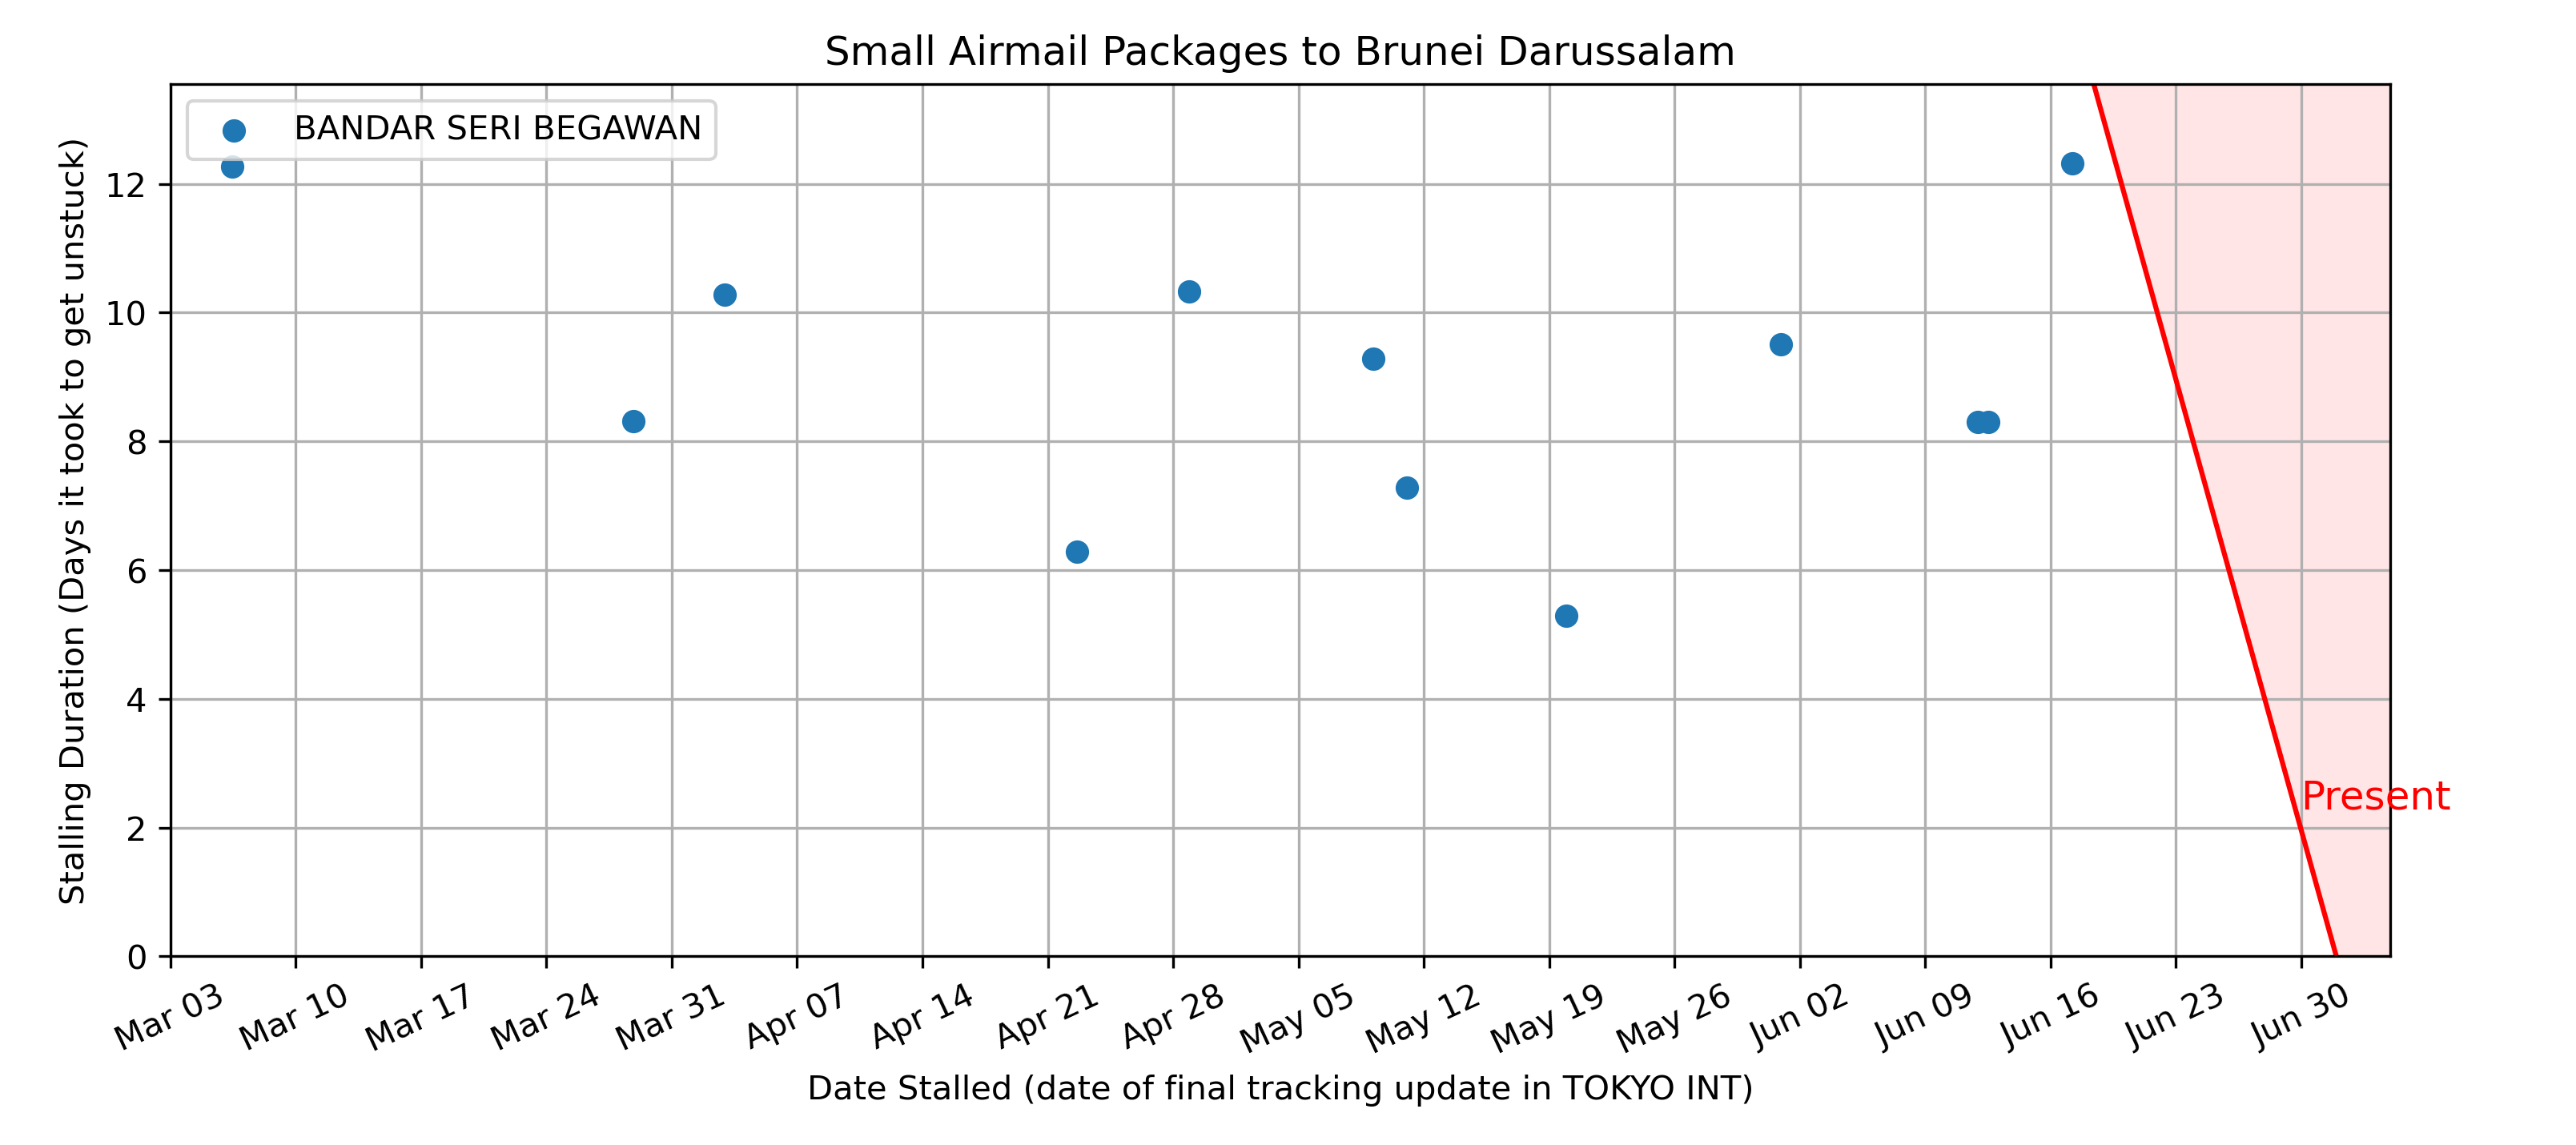 Small Airmail Packages to Brunei Darussalam
BANDAR SERI BEGAWAN
Stalling Duration (Days it took to get unstuck)
12
10
8
6
4
2
0
Present
Mar 03
Mar 10
Mar 17
Mar 24
Mar 31
Apr 07
Apr 14
Apr 21
Apr 28
May 05
May 12
May 19
May 26
Jun 02
Jun 09
Jun 16
Jun 23
Jun 30
Date Stalled (date of final tracking update in TOKYO INT)